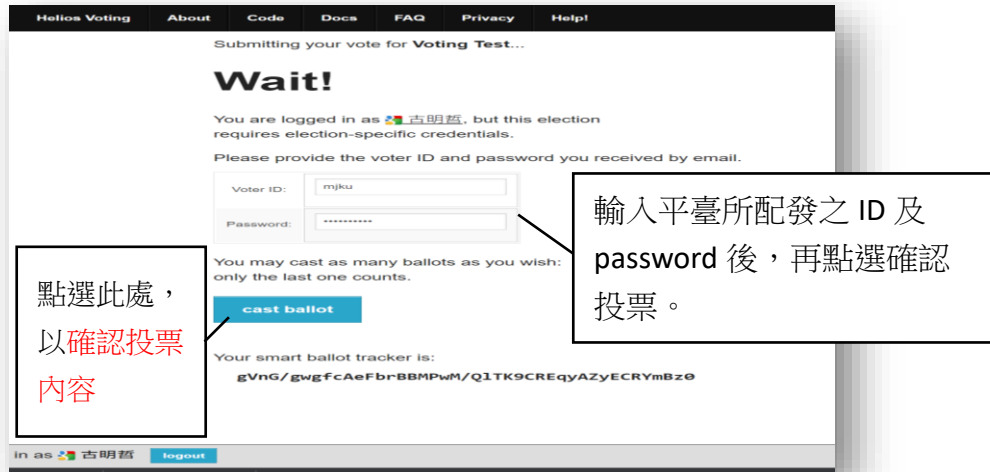 Helios Voting About Code Docs FAQ Privacy Help!
Submitting your vote for Voting Test...
Wait!
You are logged in as 古明哲, but this election
requires election-specific credentials.
Please provide the voter ID and password you received by email.
Voter ID: mjku
Password: ••••••••••
輸入平臺所配發之 ID 及
password 後，再點選確認
投票。
You may cast as many ballots as you wish:
only the last one counts.
點選此處，
以確認投票
內容
cast ballot
Your smart ballot tracker is:
gVnG/gwgfcAeFbrBBMPwM/QlTK9CREqyAZyECRYmBz0
in as 古明哲 logout